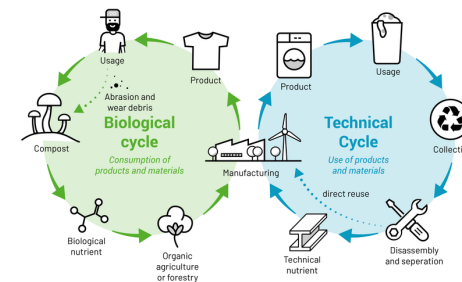 Usage
Product
Abrasion and
wear debris
Biological
cycle
Consumption of
products and materials
Compost
Biological
nutrient
Organic
agriculture
or forestry
Manufacturing
Product
Usage
Technical
Cycle
Use of products
and materials
Collecti
direct reuse
Disassembly
and seperation
Technical
nutrient